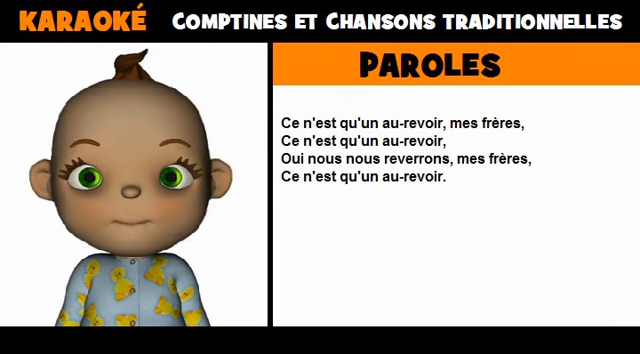 KARAOKÉ COMPTINES ET CHANSONS TRADITIONNELLES
PAROLES
Ce n'est qu'un au-revoir, mes frères,
Ce n'est qu'un au-revoir,
Oui nous nous reverrons, mes frères,
Ce n'est qu'un au-revoir.